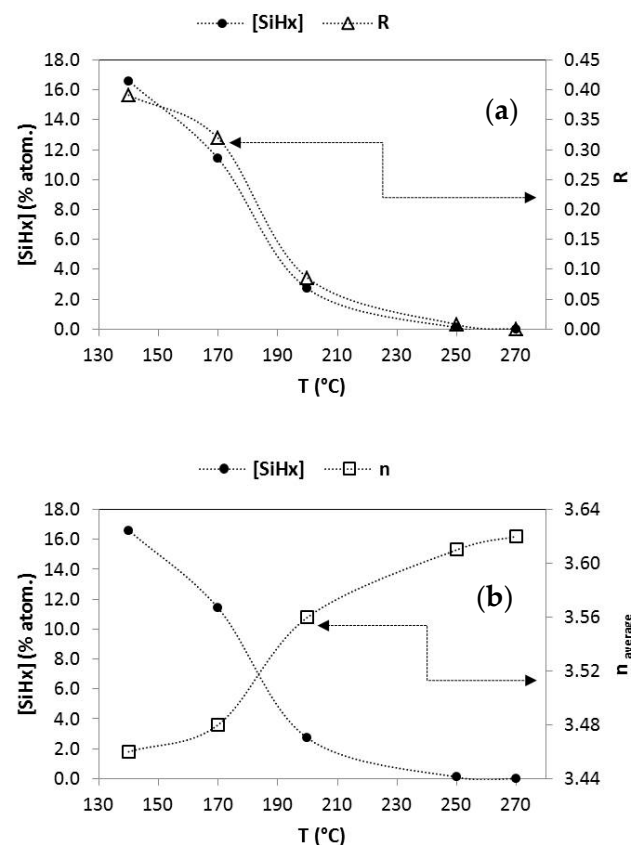 [SiHx] R
18.0 0.45
16.0 0.40
14.0 0.35
12.0 0.30
10.0 0.25
8.0 0.20
6.0 0.15
4.0 0.10
2.0 0.05
0.0 0.00
(a)
[SiHx] (% atom.)
R
130 150 170 190 210 230 250 270
T (°C)
[SiHx] n
18.0 3.64
16.0
14.0 3.60
12.0
10.0 3.56
8.0 3.52
6.0
4.0 3.48
2.0
0.0 3.44
(b)
[SiHx] (% atom.)
n average
130 150 170 190 210 230 250 270
T (°C)